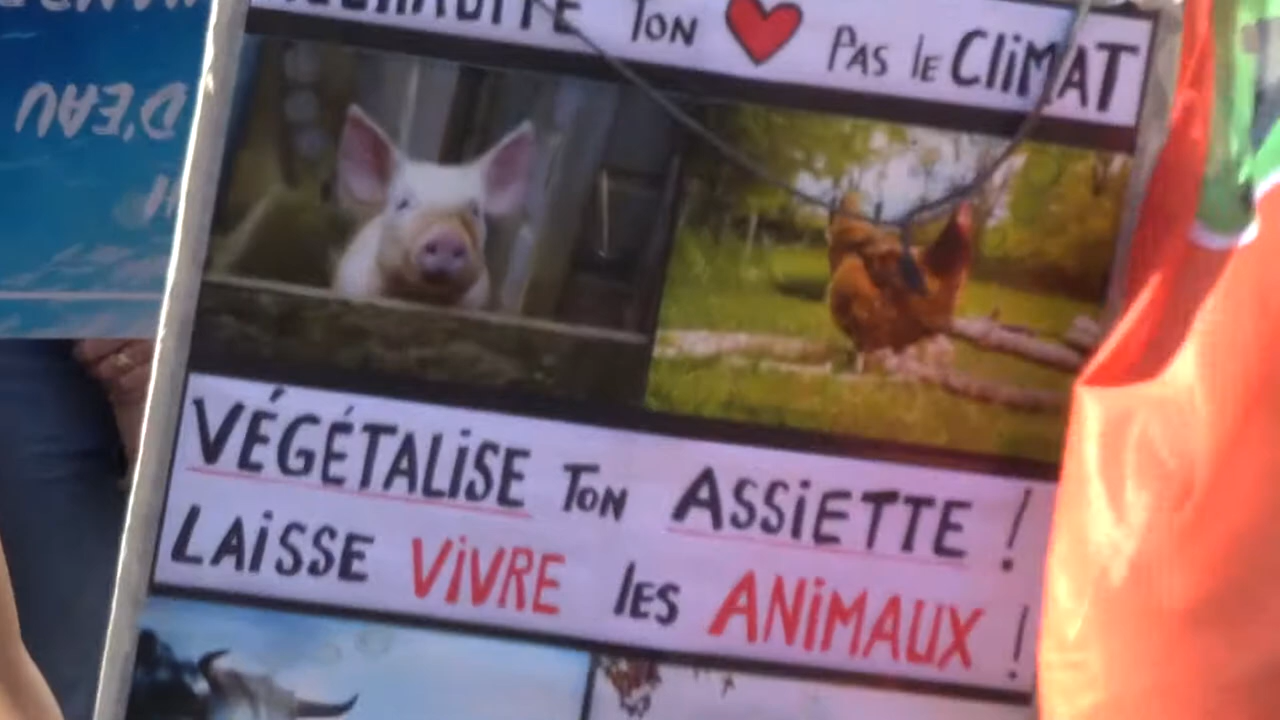 TON ❤ PAS lE CliMAT
VÉGÉTALiSE TON ASSiETTE !
LAiSSE ViVRE lES ANiMAUX !
D'EAU